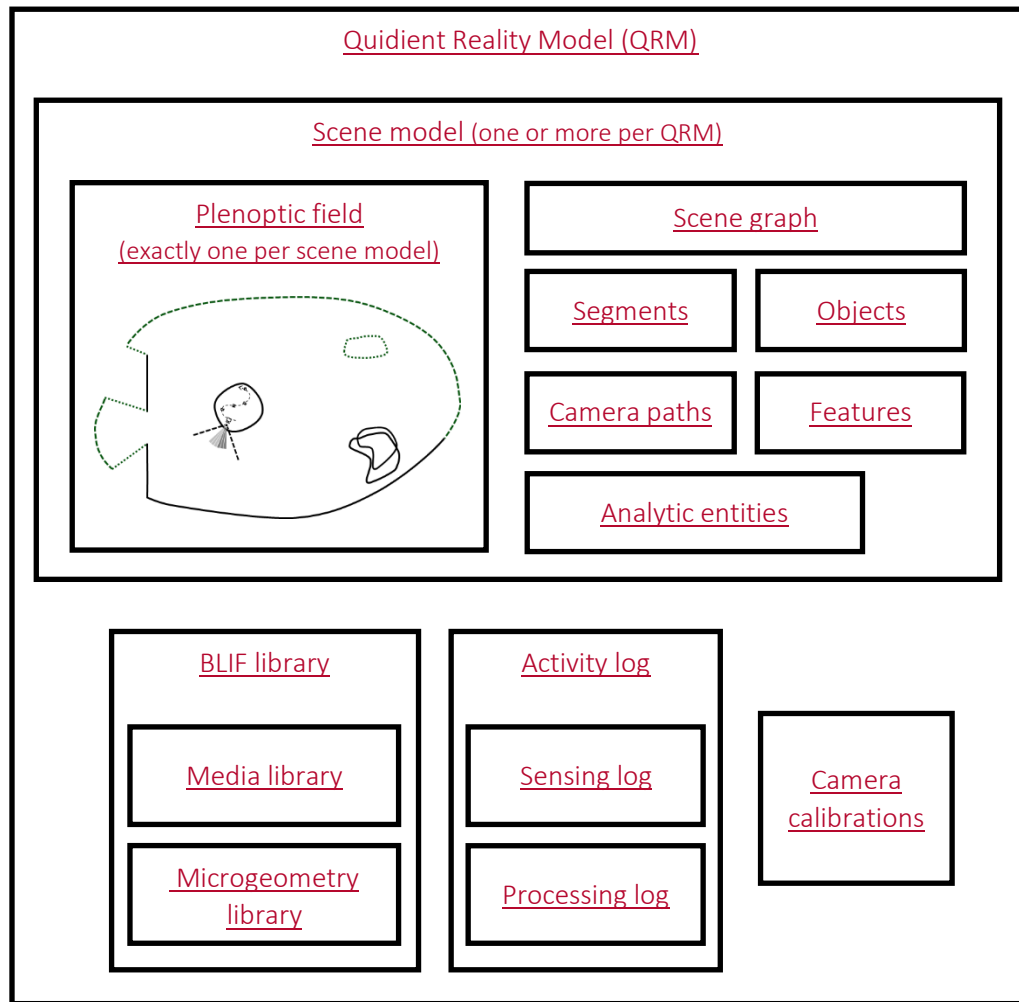 Quidient Reality Model (QRM)
Scene model (one or more per QRM)
Plenoptic field
(exactly one per scene model)
Scene graph
Segments
Objects
Camera paths
Features
Analytic entities
BLIF library
Media library
Microgeometry
library
Activity log
Sensing log
Processing log
Camera
calibrations